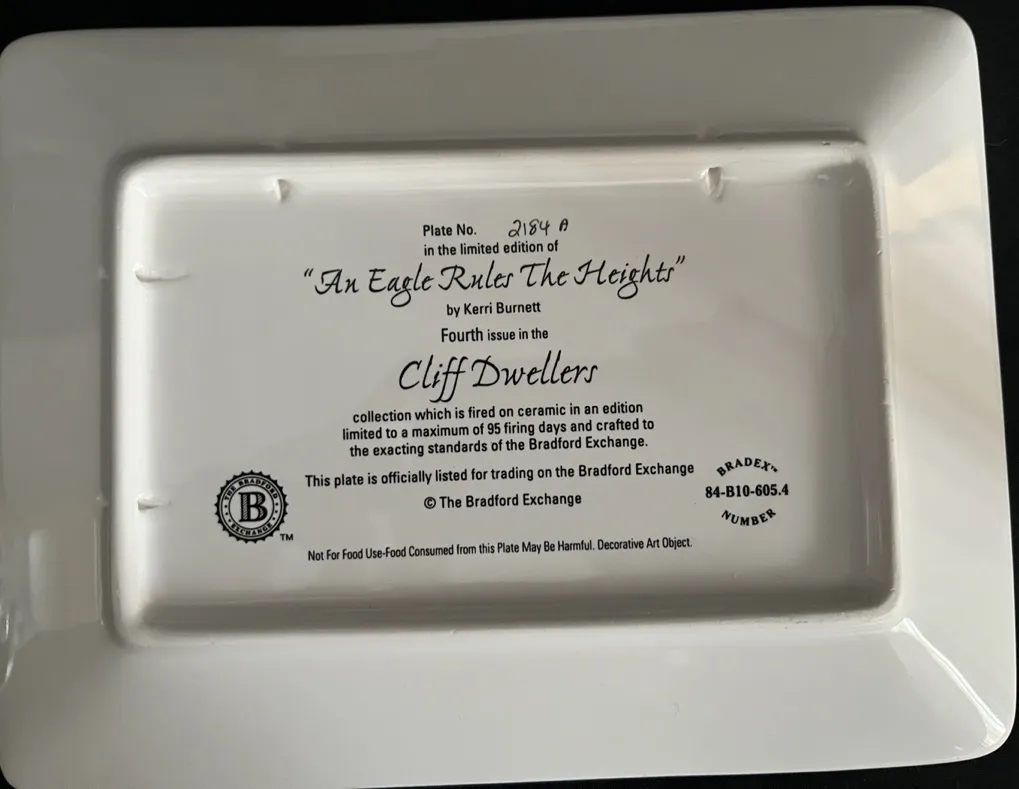 Plate No. 2184 A
in the limited edition of
"An Eagle Rules The Heights"
by Kerri Burnett
Fourth issue in the
Cliff Dwellers
collection which is fired on ceramic in an edition
limited to a maximum of 95 firing days and crafted to
the exacting standards of the Bradford Exchange.
This plate is officially listed for trading on the Bradford Exchange
© The Bradford Exchange
THE BRADFORD
B
EXCHANGE
TM
BRADEX™
84-B10-605.4
NUMBER
Not For Food Use-Food Consumed from this Plate May Be Harmful. Decorative Art Object.